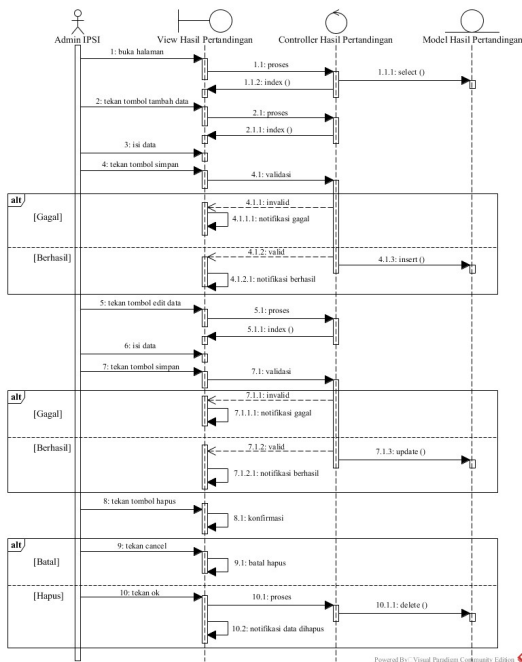 Admin IPSI
View Hasil Pertandingan
Controller Hasil Pertandingan
Model Hasil Pertandingan
1: buka halaman
1.1: proses
1.1.1: select ()
1.1.2: index ()
2: tekan tombol tambah data
2.1: proses
2.1.1: index ()
3: isi data
4: tekan tombol simpan
4.1: validasi
alt
[Gagal]
4.1.1: invalid
4.1.1.1: notifikasi gagal
[Berhasil]
4.1.2: valid
4.1.3: insert ()
4.1.2.1: notifikasi berhasil
5: tekan tombol edit data
5.1: proses
5.1.1: index ()
6: isi data
7: tekan tombol simpan
7.1: validasi
alt
[Gagal]
7.1.1: invalid
7.1.1.1: notifikasi gagal
[Berhasil]
7.1.2: valid
7.1.3: update ()
7.1.2.1: notifikasi berhasil
8: tekan tombol hapus
8.1: konfirmasi
alt
[Batal]
9: tekan cancel
9.1: batal hapus
[Hapus]
10: tekan ok
10.1: proses
10.1.1: delete ()
10.2: notifikasi data dihapus
Powered By: Visual Paradigm Community Edition